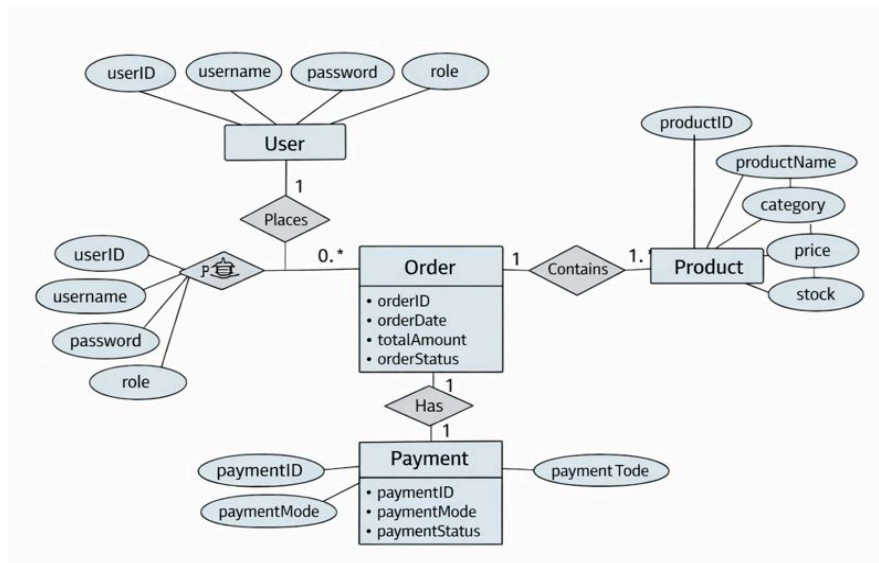 userID
username
password
role
User
1
Places
productID
productName
category
price
stock
userID
username
password
role
0.*
Order
• orderID
• orderDate
• totalAmount
• orderStatus
1
Contains
1.
Product
1
Has
1
Payment
• paymentID
• paymentMode
• paymentStatus
paymentID
paymentMode
payment Tode